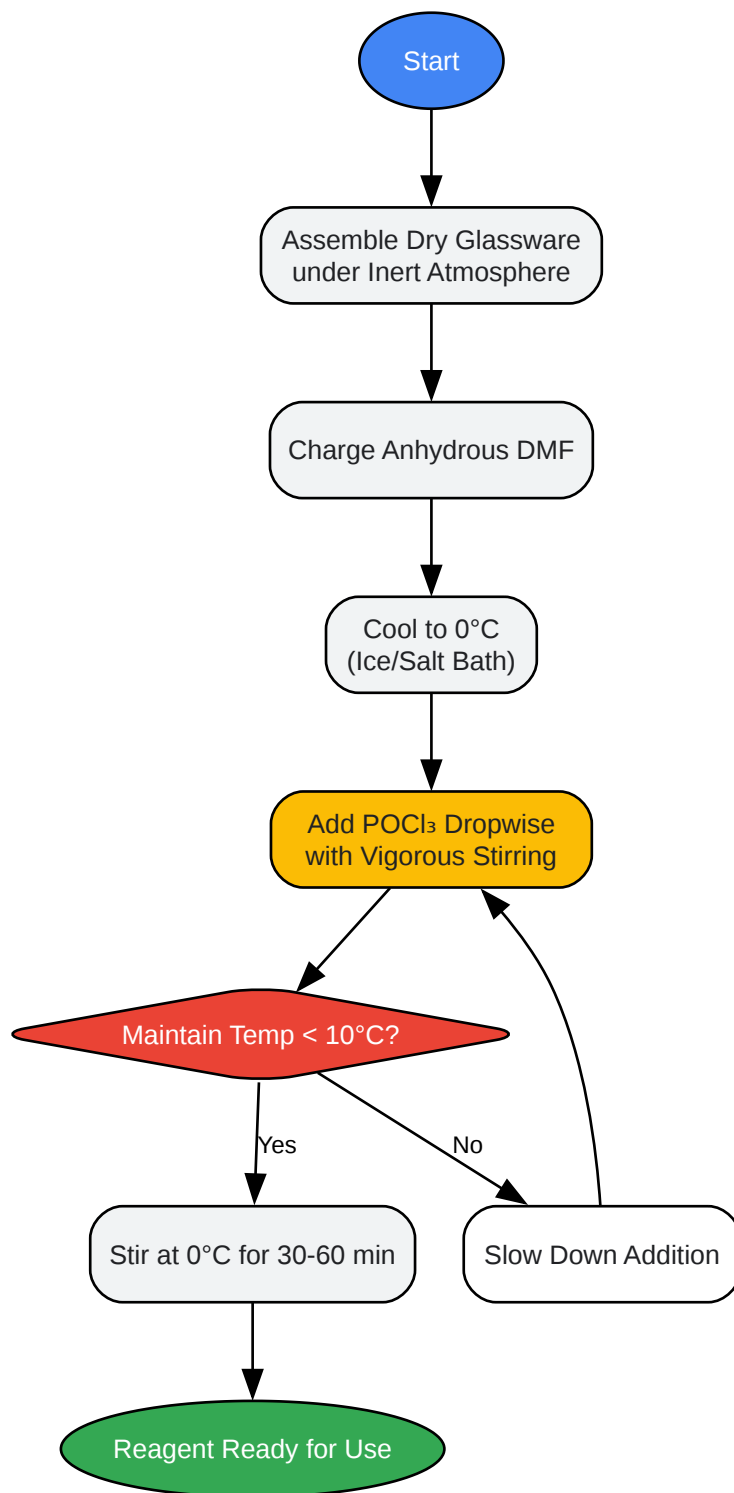 Start
Assemble Dry Glassware
under Inert Atmosphere
Charge Anhydrous DMF
Cool to 0°C
(Ice/Salt Bath)
Add POCl₃ Dropwise
with Vigorous Stirring
Maintain Temp < 10°C?
Yes
No
Stir at 0°C for 30-60 min
Slow Down Addition
Reagent Ready for Use